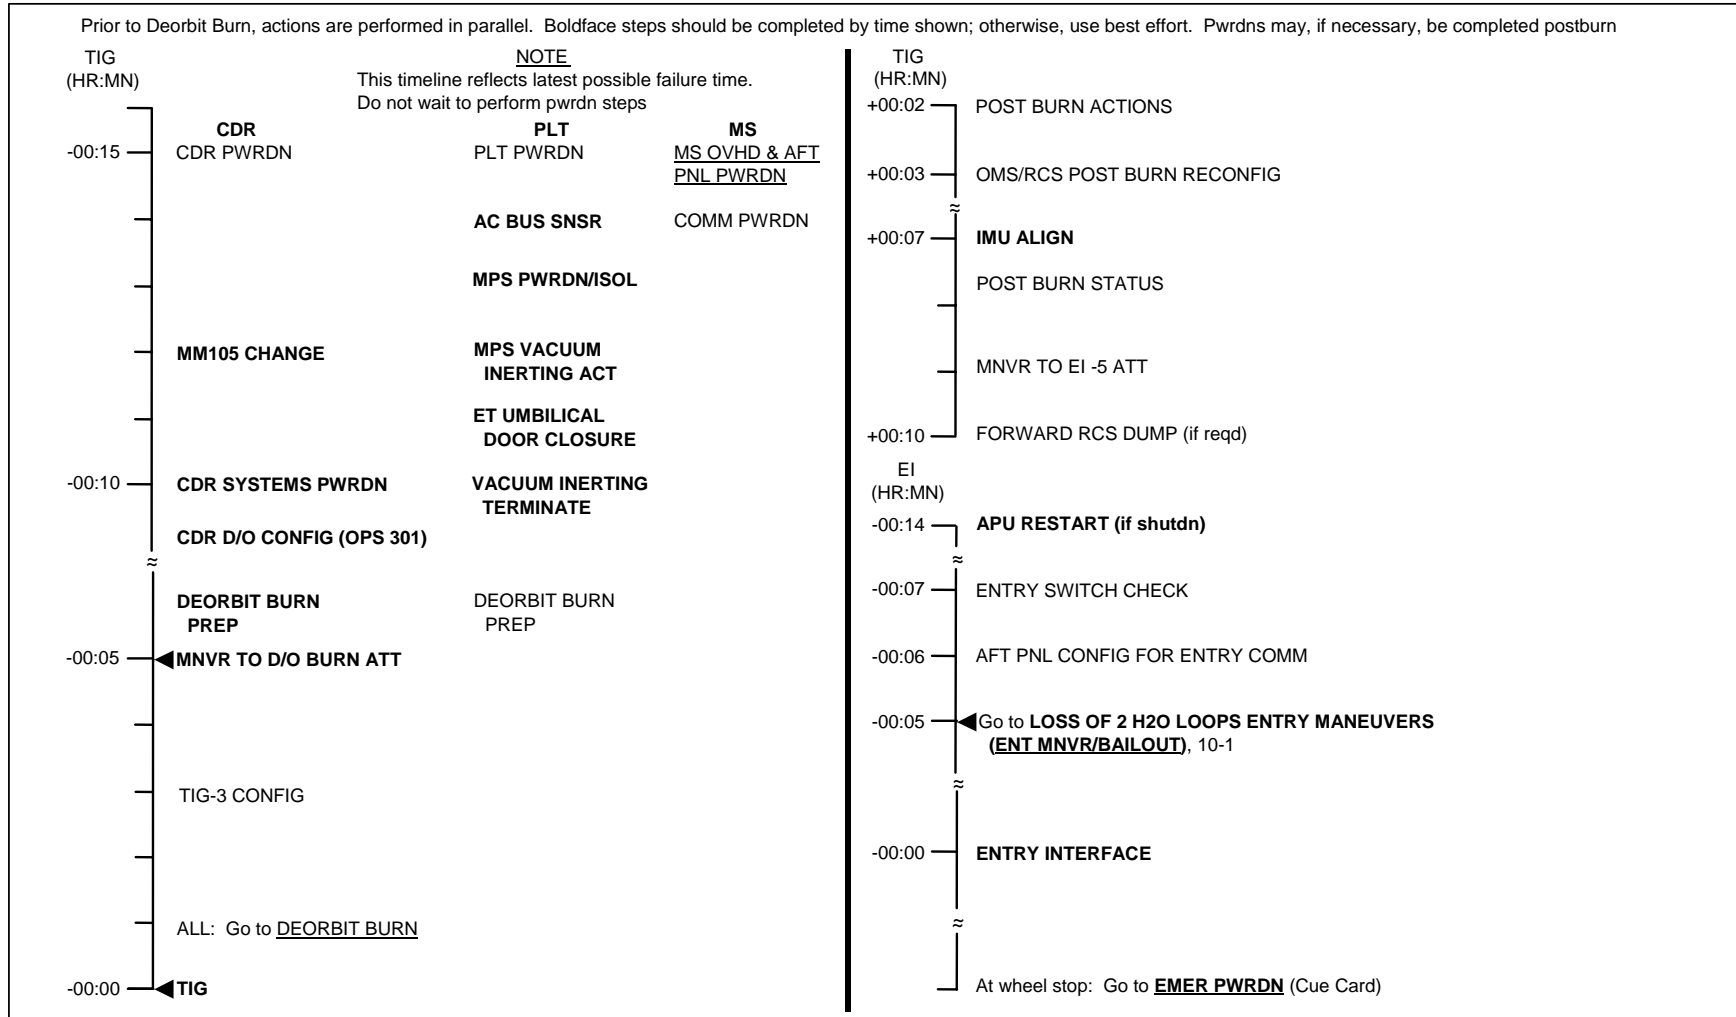 Prior to Deorbit Burn, actions are performed in parallel.  Boldface steps should be completed by time shown; otherwise, use best effort.  Pwrdns may, if necessary, be completed postburn
TIG
(HR:MN)
NOTE
This timeline reflects latest possible failure time.
Do not wait to perform pwrdn steps
CDR PLT MS
-00:15 CDR PWRDN PLT PWRDN MS OVHD & AFT
PNL PWRDN
AC BUS SNSR COMM PWRDN
MPS PWRDN/ISOL
MM105 CHANGE MPS VACUUM
INERTING ACT
ET UMBILICAL
DOOR CLOSURE
-00:10 CDR SYSTEMS PWRDN VACUUM INERTING
TERMINATE
CDR D/O CONFIG (OPS 301)
≈
DEORBIT BURN DEORBIT BURN
PREP PREP
-00:05 MNVR TO D/O BURN ATT
TIG-3 CONFIG
ALL:  Go to DEORBIT BURN
-00:00 TIG
TIG
(HR:MN)
+00:02 POST BURN ACTIONS
+00:03 OMS/RCS POST BURN RECONFIG
≈
+00:07 IMU ALIGN
POST BURN STATUS
MNVR TO EI -5 ATT
+00:10 FORWARD RCS DUMP (if reqd)
EI
(HR:MN)
-00:14 APU RESTART (if shutdn)
≈
-00:07 ENTRY SWITCH CHECK
-00:06 AFT PNL CONFIG FOR ENTRY COMM
-00:05 Go to LOSS OF 2 H2O LOOPS ENTRY MANEUVERS
(ENT MNVR/BAILOUT), 10-1
≈
-00:00 ENTRY INTERFACE
≈
At wheel stop:  Go to EMER PWRDN (Cue Card)